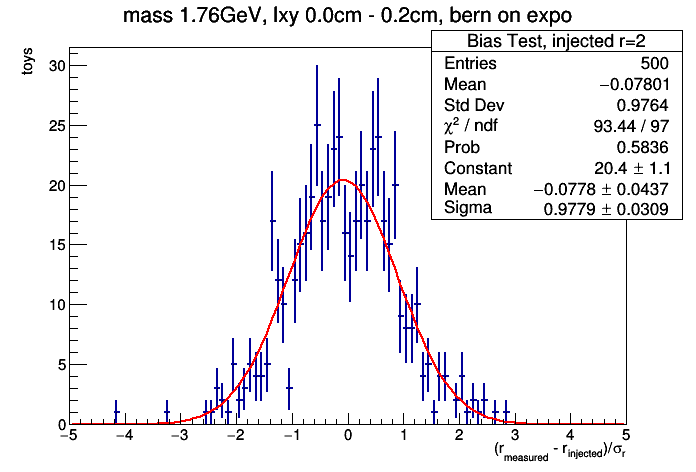 mass 1.76GeV, lxy 0.0cm - 0.2cm, bern on expo
Bias Test, injected r=2
Entries 500
Mean −0.07801
Std Dev 0.9764
χ² / ndf 93.44 / 97
Prob 0.5836
Constant 20.4 ± 1.1
Mean −0.0778 ± 0.0437
Sigma 0.9779 ± 0.0309
toys
30
25
20
15
10
5
0
−5 −4 −3 −2 −1 0 1 2 3 4 5
(r_measured - r_injected)/σ_r